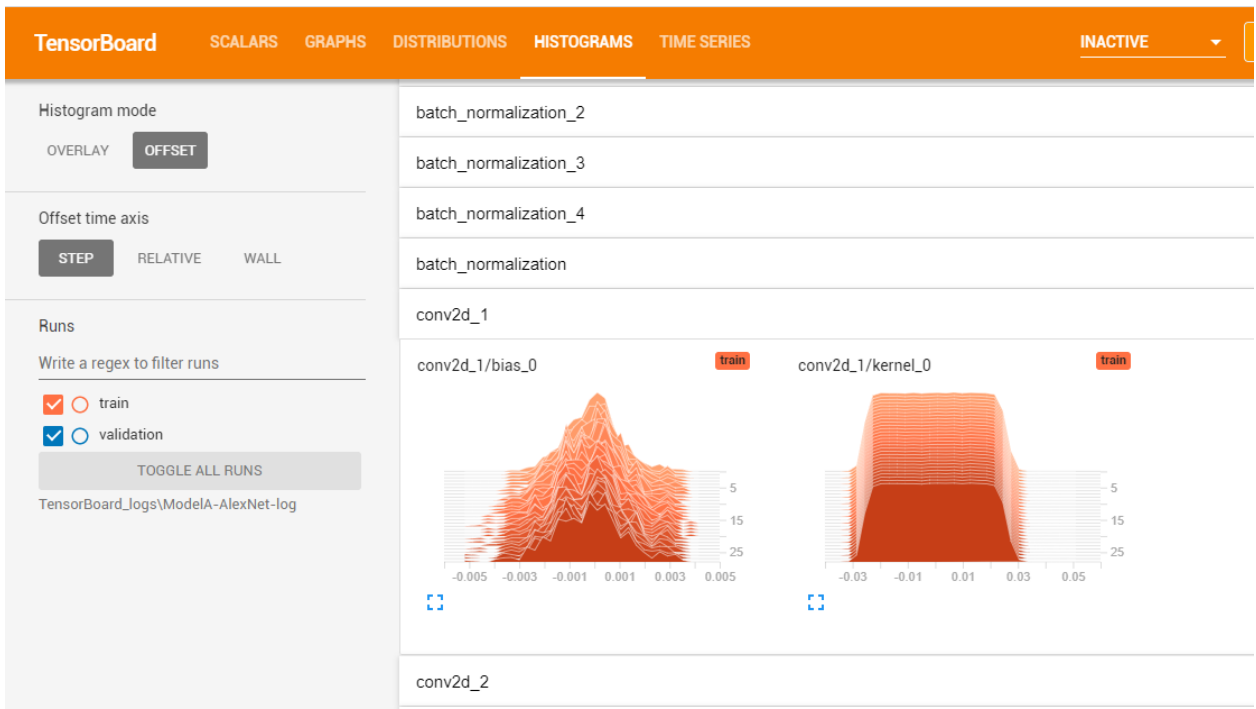 TensorBoard SCALARS GRAPHS DISTRIBUTIONS HISTOGRAMS TIME SERIES INACTIVE
Histogram mode
OVERLAY OFFSET
Offset time axis
STEP RELATIVE WALL
Runs
Write a regex to filter runs
train
validation
TOGGLE ALL RUNS
TensorBoard_logs\ModelA-AlexNet-log
batch_normalization_2
batch_normalization_3
batch_normalization_4
batch_normalization
conv2d_1
conv2d_1/bias_0 train
5
15
25
-0.005 -0.003 -0.001 0.001 0.003 0.005
conv2d_1/kernel_0 train
5
15
25
-0.03 -0.01 0.01 0.03 0.05
conv2d_2